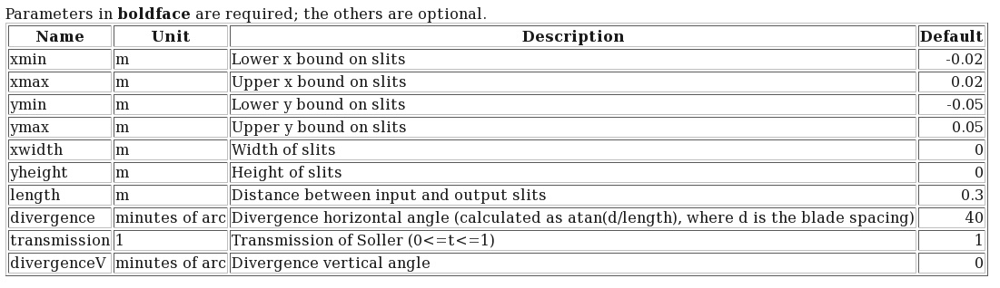 Parameters in boldface are required; the others are optional.
Name Unit Description Default
xmin m Lower x bound on slits -0.02
xmax m Upper x bound on slits 0.02
ymin m Lower y bound on slits -0.05
ymax m Upper y bound on slits 0.05
xwidth m Width of slits 0
yheight m Height of slits 0
length m Distance between input and output slits 0.3
divergence minutes of arc Divergence horizontal angle (calculated as atan(d/length), where d is the blade spacing) 40
transmission 1 Transmission of Soller (0<=t<=1) 1
divergenceV minutes of arc Divergence vertical angle 0